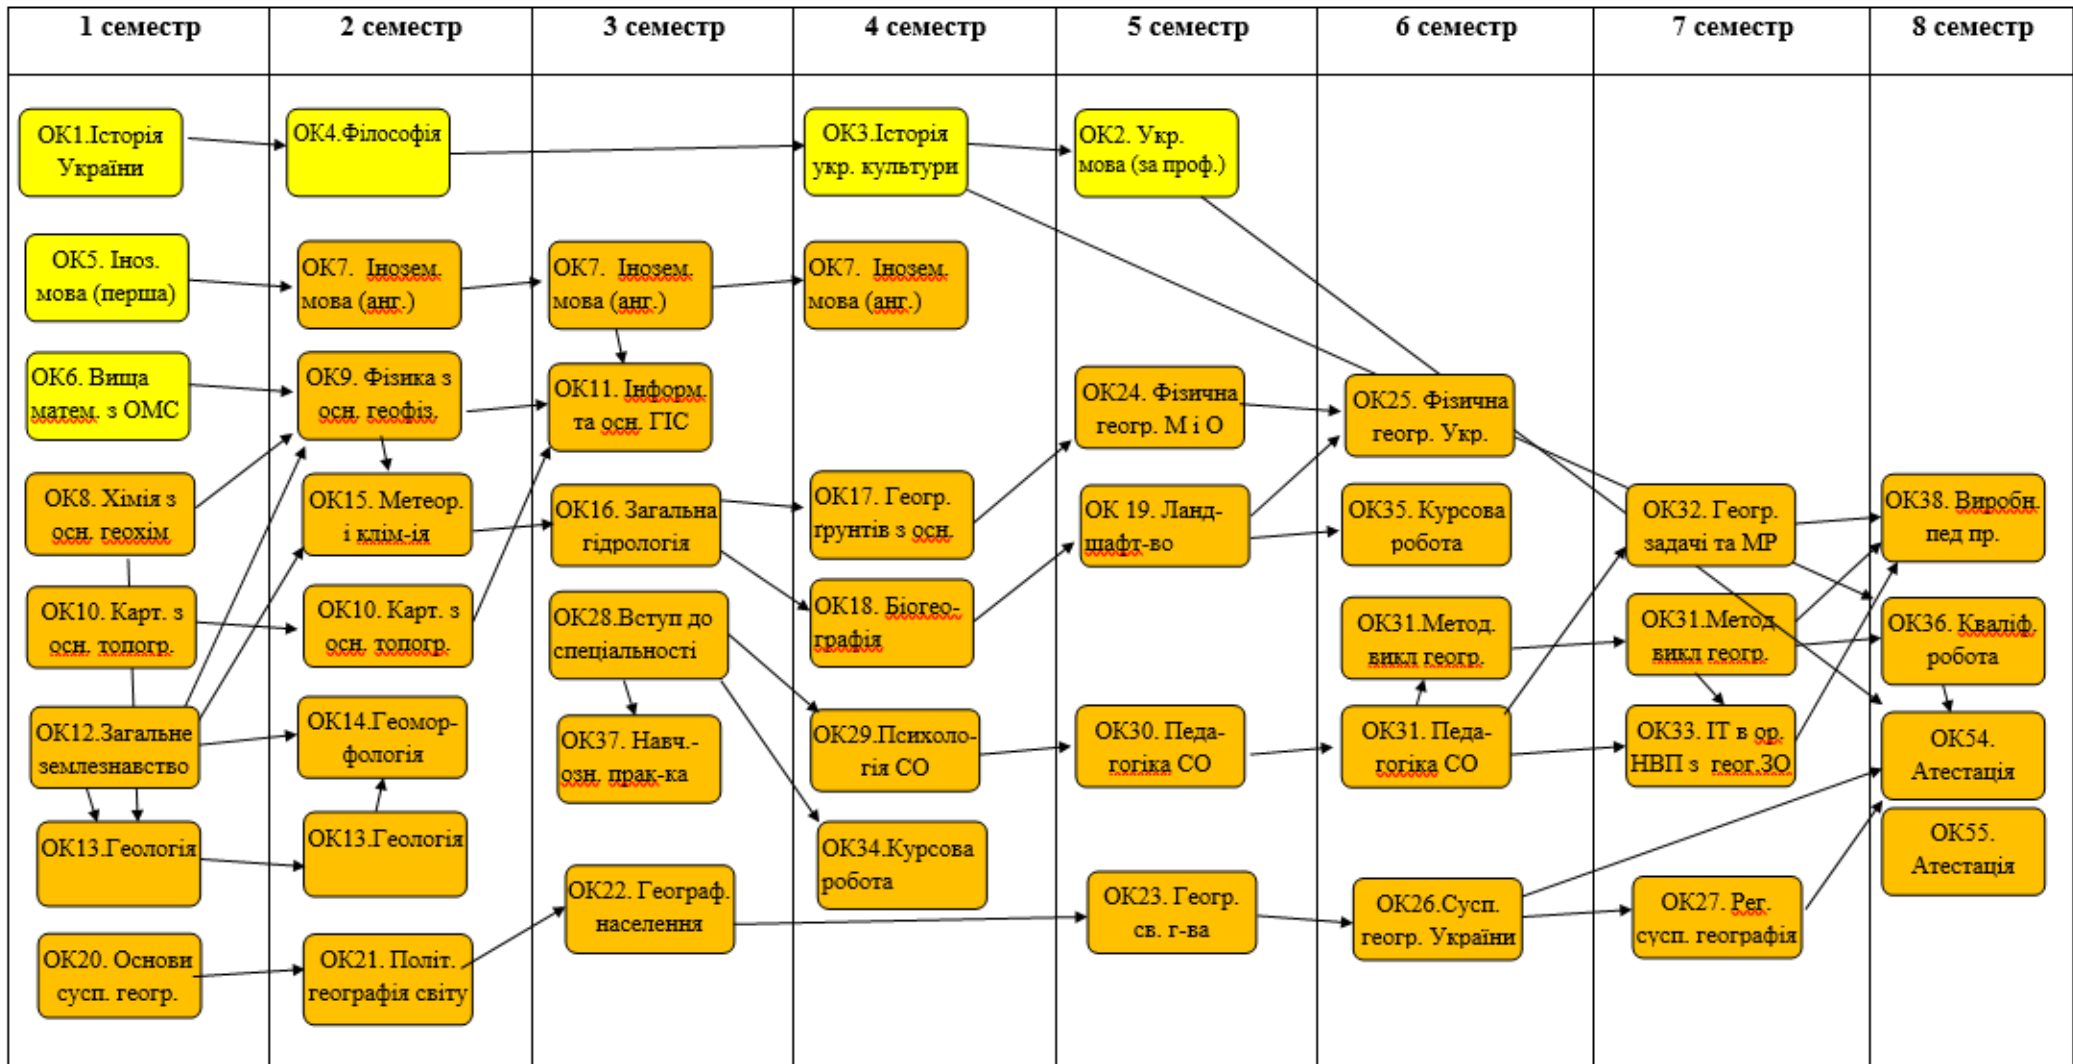 1 семестр
2 семестр
3 семестр
4 семестр
5 семестр
6 семестр
7 семестр
8 семестр
ОК1.Історія
України
ОК5. Іноз.
мова (перша)
ОК6. Вища
матем. з ОМС
ОК8. Хімія з
осн. геохім
ОК10. Карт. з
осн. топогр.
ОК12.Загальне
землезнавство
ОК13.Геологія
ОК20. Основи
сусп. геогр.
ОК4.Філософія
ОК7. Інозем.
мова (анг.)
ОК9. Фізика з
осн. геофіз.
ОК15. Метеор.
і клім-ія
ОК10. Карт. з
осн. топогр.
ОК14.Геомор-
фологія
ОК13.Геологія
ОК21. Політ.
географія світу
ОК7. Інозем.
мова (анг.)
ОК11. Інформ.
та осн. ГІС
ОК16. Загальна
гідрологія
ОК28.Вступ до
спеціальності
ОК37. Навч.-
озн. прак-ка
ОК22. Географ.
населення
ОК3.Історія
укр. культури
ОК7. Інозем.
мова (анг.)
ОК17. Геогр.
ґрунтів з осн.
ОК18. Біогео-
графія
ОК29.Психоло-
гія СО
ОК34.Курсова
робота
ОК2. Укр.
мова (за проф.)
ОК24. Фізична
геогр. М і О
ОК 19. Ланд-
шафт-во
ОК30. Педа-
гогіка СО
ОК23. Геогр.
св. г-ва
ОК25. Фізична
геогр. Укр.
ОК35. Курсова
робота
ОК31.Метод.
викл геогр.
ОК31. Педа-
гогіка СО
ОК26.Сусп.
геогр. України
ОК32. Геогр.
задачі та МР
ОК31.Метод.
викл геогр.
ОК33. ІТ в ор.
НВП з геог.ЗО
ОК27. Рег.
сусп. географія
ОК38. Виробн.
пед пр.
ОК36. Кваліф.
робота
ОК54.
Атестація
ОК55.
Атестація